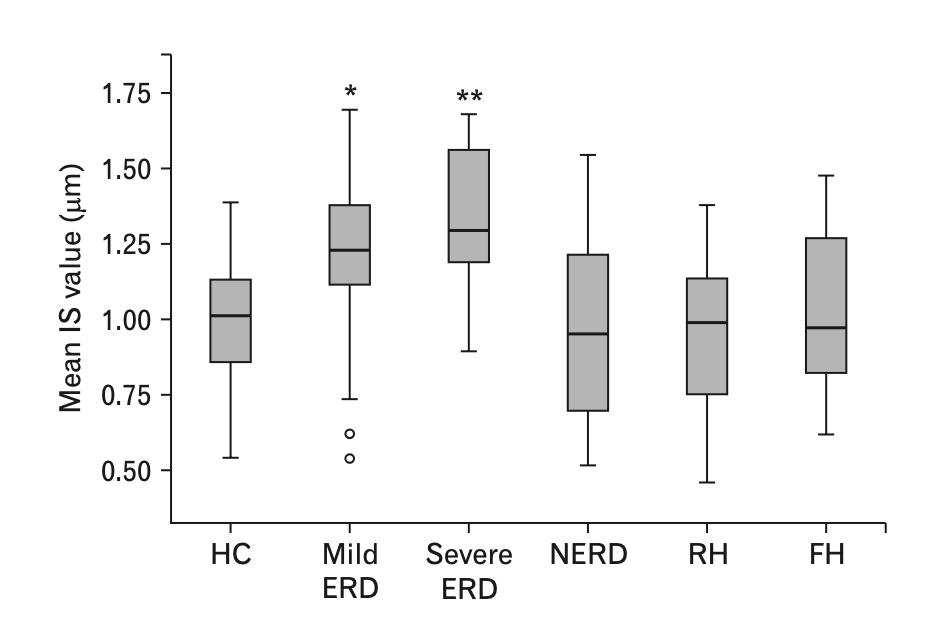 Mean IS value (μm)
1.75
1.50
1.25
1.00
0.75
0.50
*
**
HC
Mild
ERD
Severe
ERD
NERD
RH
FH